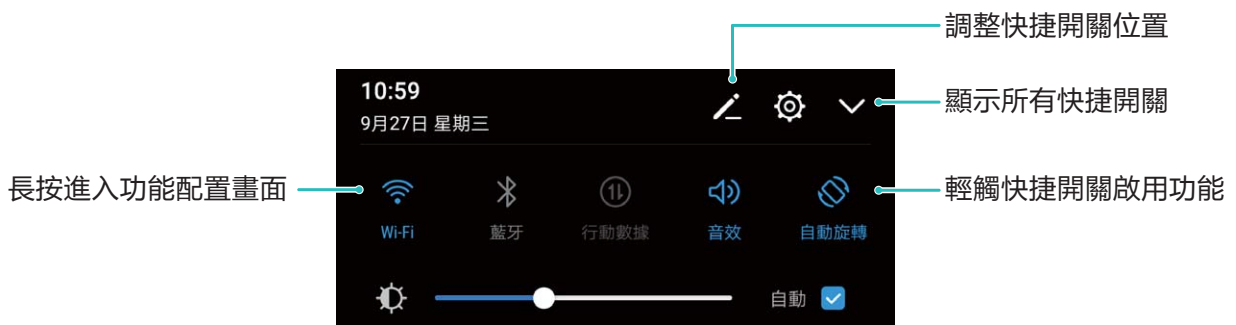 調整快捷開關位置
10:59
9月27日 星期三
顯示所有快捷開關
長按進入功能配置畫面
輕觸快捷開關啟用功能
Wi-Fi
藍牙
行動數據
音效
自動旋轉
自動